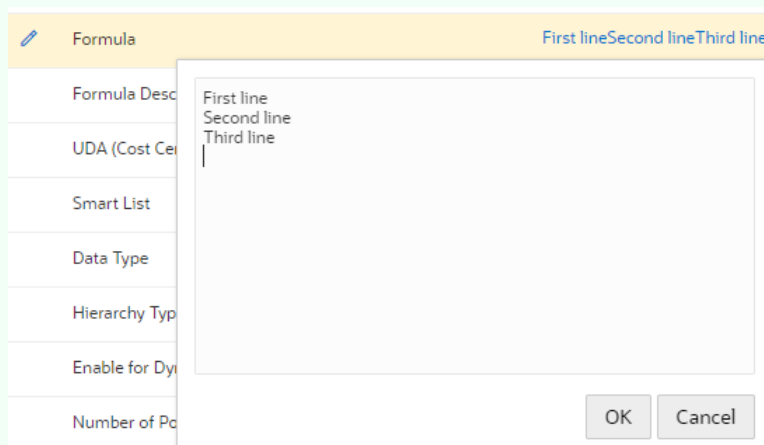 Formula First lineSecond lineThird line
Formula Desc
First line
Second line
Third line
UDA (Cost Ce
Smart List
Data Type
Hierarchy Typ
Enable for Dy
Number of Po
OK Cancel